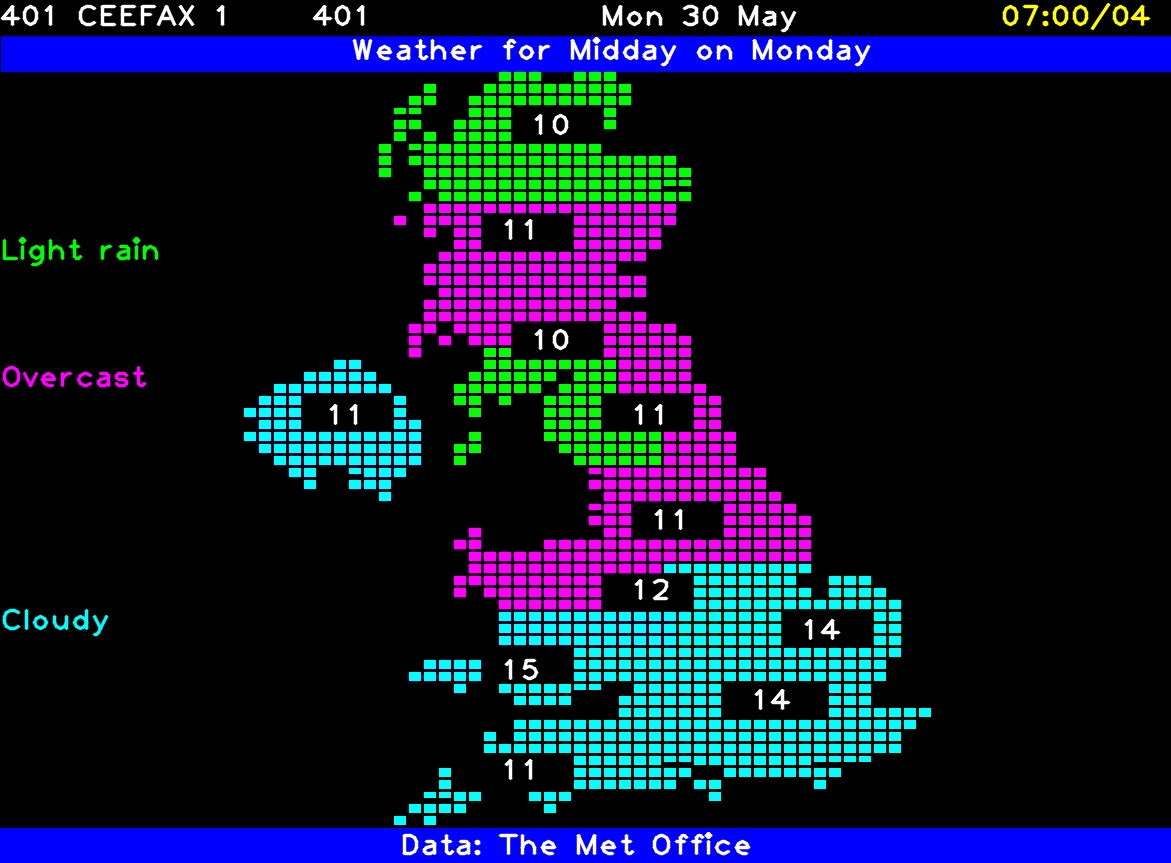 401 CEEFAX 1 401 Mon 30 May 07:00/04
Weather for Midday on Monday
10
11
Light rain
10
Overcast
11 11
11
12
Cloudy
14
15
14
11
Data: The Met Office